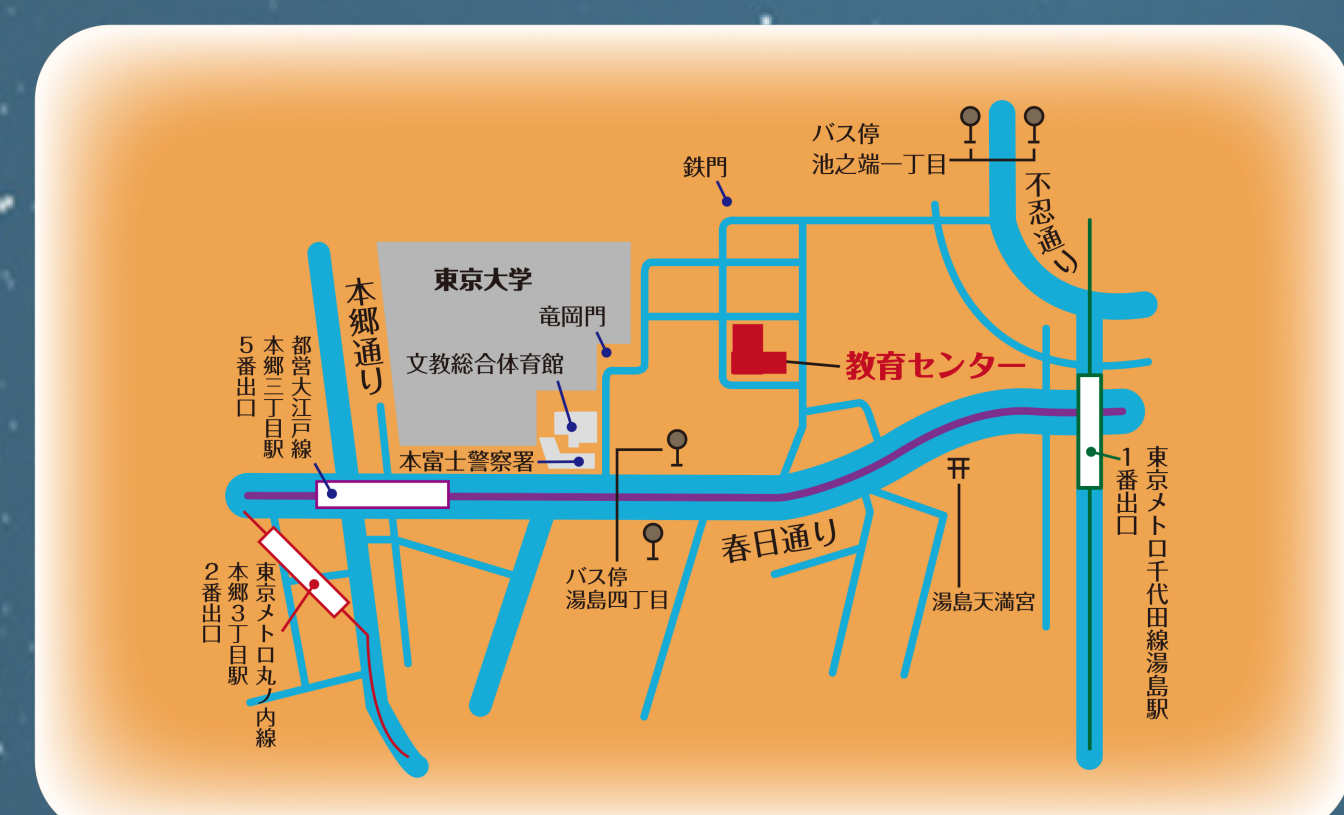 バス停
池之端一丁目
不忍通り
鉄門
東京大学
竜岡門
文教総合体育館
本富士警察署
本郷通り
都営大江戸線
本郷三丁目駅
5番出口
教育センター
東京メトロ千代田線湯島駅
1番出口
春日通り
バス停
湯島四丁目
湯島天満宮
東京メトロ丸ノ内線
本郷3丁目駅
2番出口